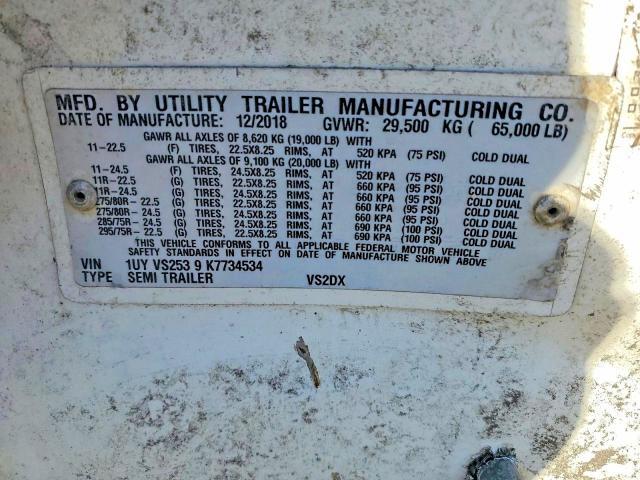 MFD. BY UTILITY TRAILER MANUFACTURING CO.
DATE OF MANUFACTURE: 12/2018 GVWR: 29,500 KG ( 65,000 LB)
GAWR ALL AXLES OF 8,620 KG (19,000 LB) WITH
11-22.5 (F) TIRES, 22.5X8.25 RIMS, AT 520 KPA (75 PSI) COLD DUAL
GAWR ALL AXLES OF 9,100 KG (20,000 LB) WITH
11-24.5 (F) TIRES, 24.5X8.25 RIMS, AT 520 KPA (75 PSI) COLD DUAL
11R-22.5 (G) TIRES, 22.5X8.25 RIMS, AT 660 KPA (95 PSI) COLD DUAL
11R-24.5 (G) TIRES, 24.5X8.25 RIMS, AT 660 KPA (95 PSI) COLD DUAL
275/80R-22.5 (G) TIRES, 22.5X8.25 RIMS, AT 660 KPA (95 PSI) COLD DUAL
275/80R-24.5 (G) TIRES, 24.5X8.25 RIMS, AT 660 KPA (95 PSI) COLD DUAL
285/75R-24.5 (G) TIRES, 24.5X8.25 RIMS, AT 690 KPA (100 PSI) COLD DUAL
295/75R-22.5 (G) TIRES, 22.5X8.25 RIMS, AT 690 KPA (100 PSI) COLD DUAL
THIS VEHICLE CONFORMS TO ALL APPLICABLE FEDERAL MOTOR VEHICLE
SAFETY STANDARDS IN EFFECT ON DATE OF MANUFACTURE SHOWN ABOVE
VIN 1UY VS253 9 K7734534
TYPE SEMI TRAILER VS2DX